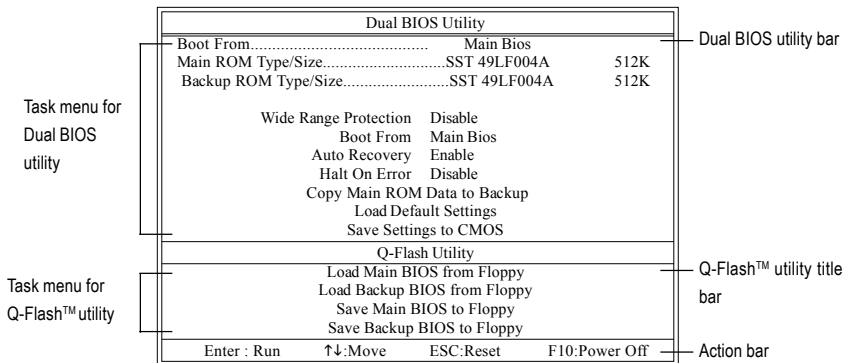 Dual BIOS Utility
Boot From........................................ Main Bios
Main ROM Type/Size............................SST 49LF004A 512K
Backup ROM Type/Size........................SST 49LF004A 512K
Wide Range Protection Disable
Boot From Main Bios
Auto Recovery Enable
Halt On Error Disable
Copy Main ROM Data to Backup
Load Default Settings
Save Settings to CMOS
Q-Flash Utility
Load Main BIOS from Floppy
Load Backup BIOS from Floppy
Save Main BIOS to Floppy
Save Backup BIOS to Floppy
Enter : Run ↑↓:Move ESC:Reset F10:Power Off
Task menu for
Dual BIOS
utility
Task menu for
Q-Flash™ utility
Dual BIOS utility bar
Q-Flash™ utility title
bar
Action bar